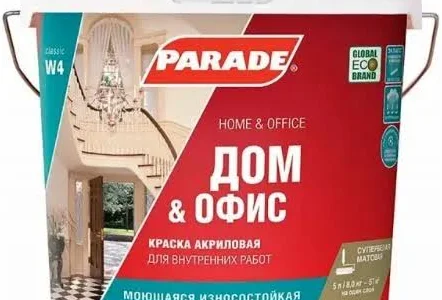 classic
W4
PARADE®
GLOBAL
ECO
BRAND
HOME & OFFICE
ДОМ
& ОФИС
КРАСКА АКРИЛОВАЯ
ДЛЯ ВНУТРЕННИХ РАБОТ
СУПЕРБЕЛАЯ
МАТОВАЯ
L
МОЮЩАЯСЯ ИЗНОСОСТОЙКАЯ